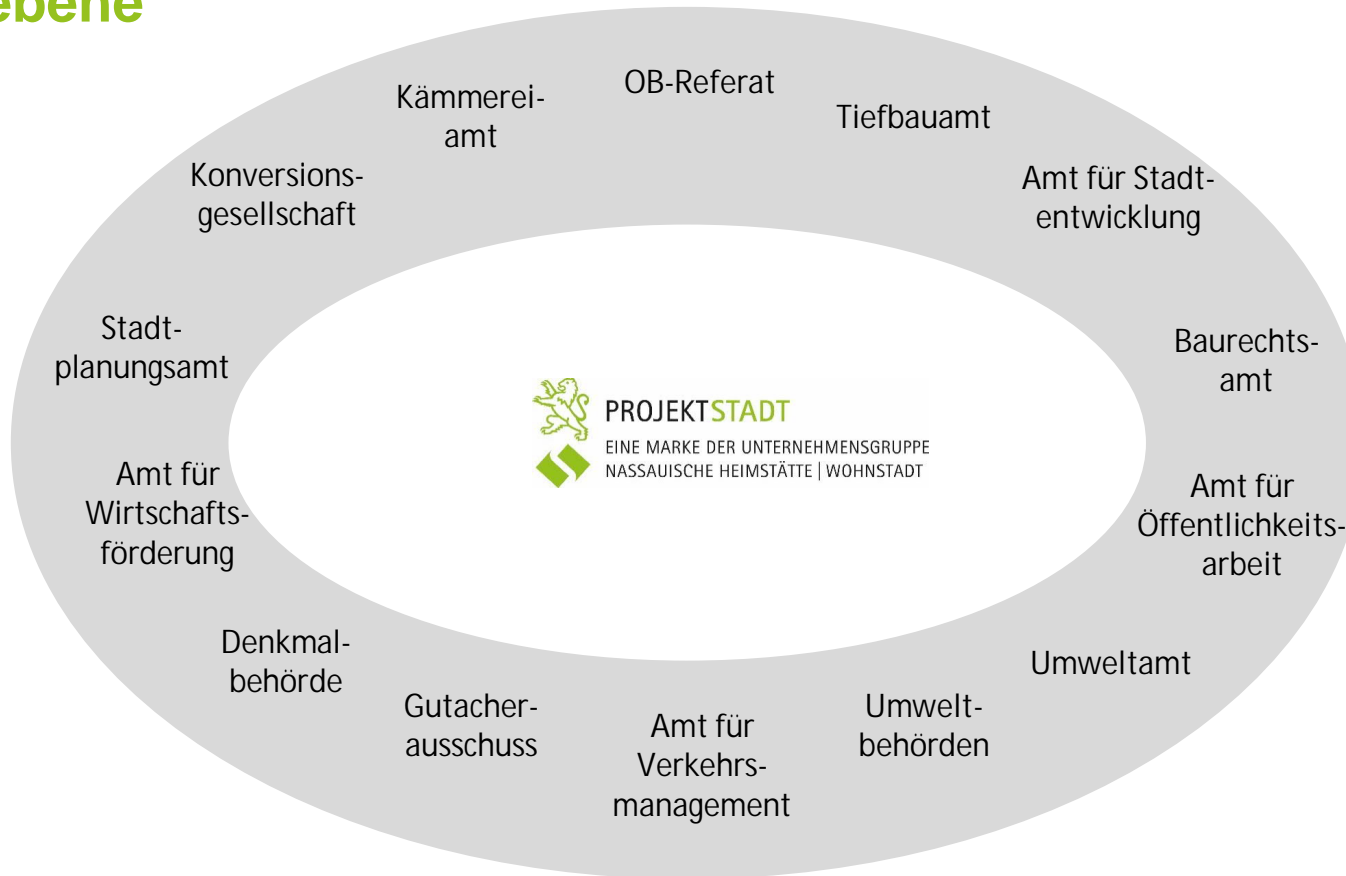 ebene
OB-Referat
Kämmerei-
amt
Tiefbauamt
Konversions-
gesellschaft
Amt für Stadt-
entwicklung
Stadt-
planungsamt
Baurechts-
amt
PROJEKTSTADT
EINE MARKE DER UNTERNEHMENSGRUPPE
NASSAUISCHE HEIMSTÄTTE | WOHNSTADT
Amt für
Wirtschafts-
förderung
Amt für
Öffentlichkeits-
arbeit
Denkmal-
behörde
Umweltamt
Gutacher-
ausschuss
Amt für
Verkehrs-
management
Umwelt-
behörden